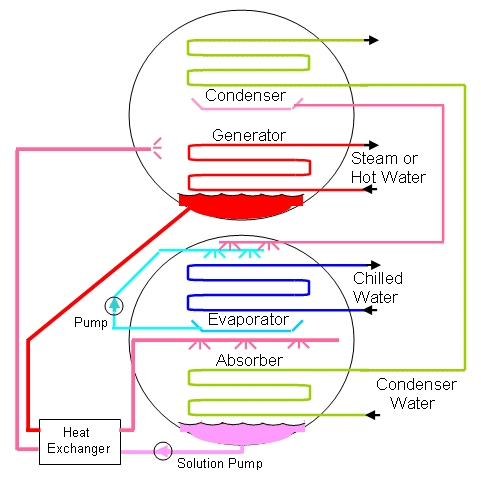 Condenser
Generator
Steam or
Hot Water
Chilled
Water
Pump
Evaporator
Absorber
Condenser
Water
Heat
Exchanger
Solution Pump